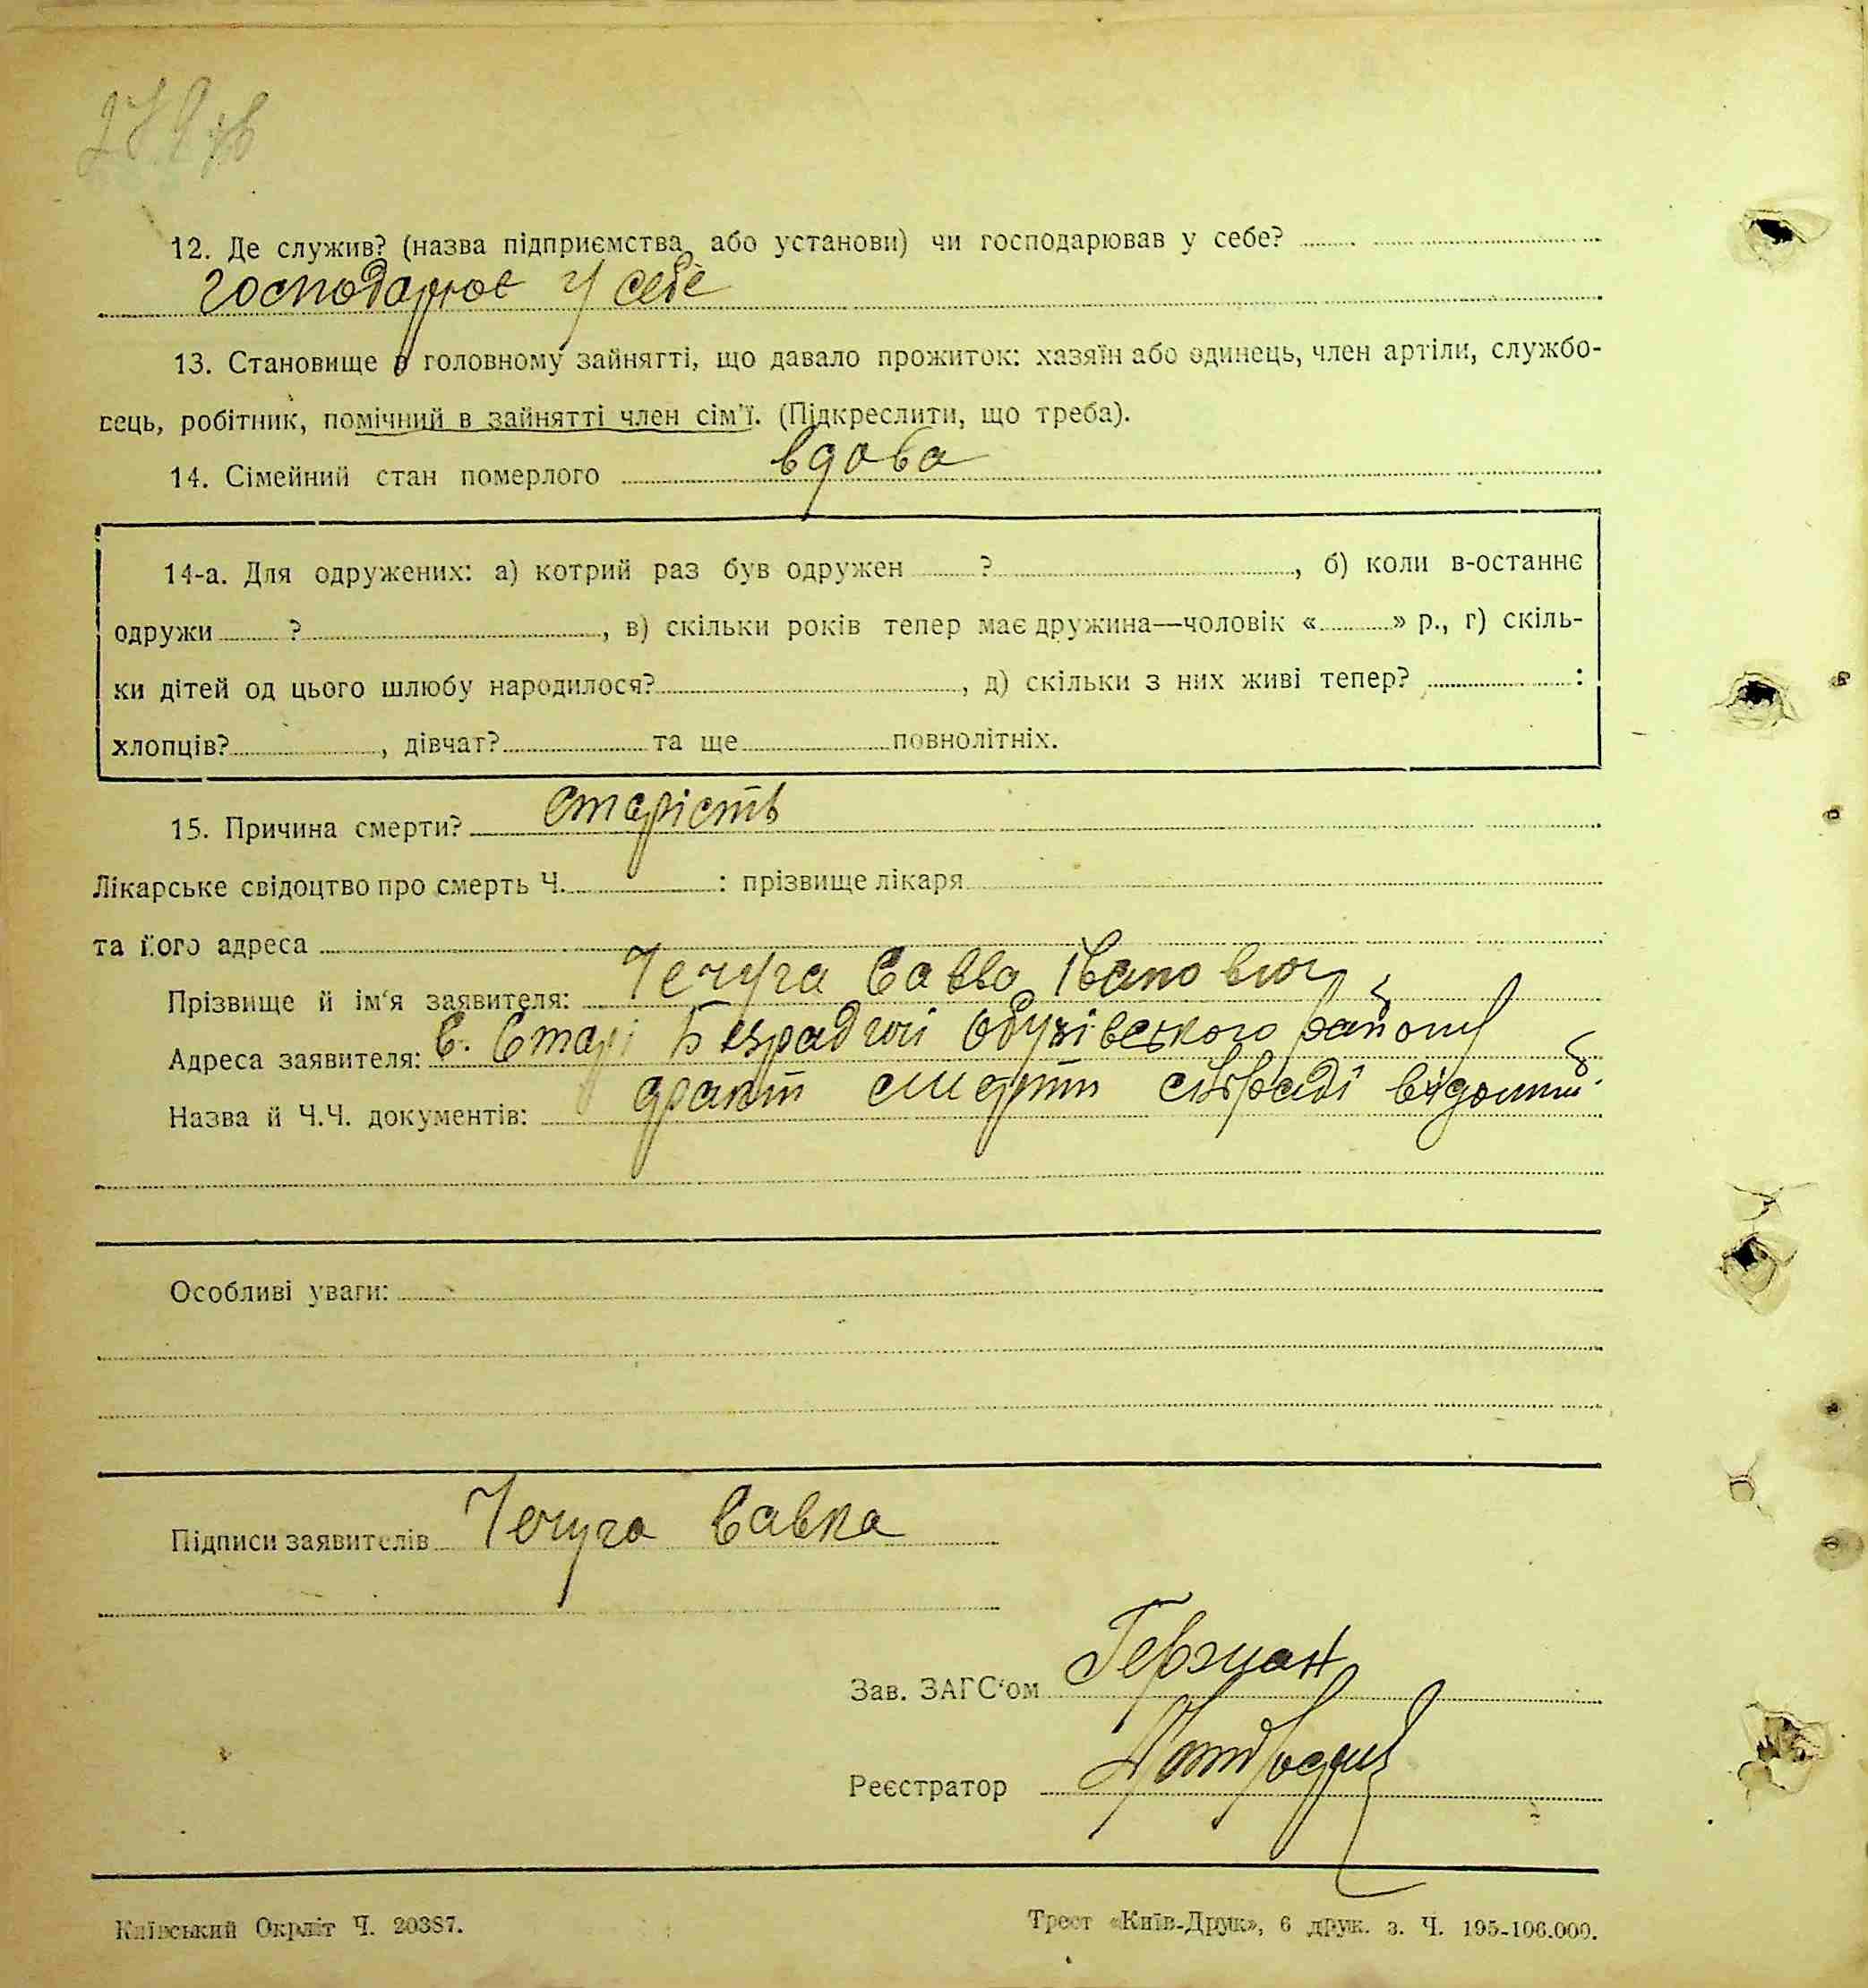 12. Де служив? (назва підприємства, або установи) чи господарював у себе?
господарює у себе
13. Становище в головному зайнятті, що давало прожиток: хазяїн або одинець, член артіли, службо-
вець, робітник, помічний в зайнятті член сім'ї. (Підкреслити, що треба).
14. Сімейний стан померлого вдова
14-а. Для одружених: а) котрий раз був одружен ?, б) коли в-останнє
одружи ?, в) скільки років тепер має дружина—чоловік « » р., г) скіль-
ки дітей од цього шлюбу народилося?, д) скільки з них живі тепер? :
хлопців?, дівчат? та ще повнолітніх.
15. Причина смерти? старість
Лікарське свідоцтво про смерть Ч. : прізвище лікаря
та його адреса
Прізвище й ім'я заявителя: Чечуга Савва Іванович
Адреса заявителя: с. Старі Безрадичі Обухівського району
Назва й Ч.Ч. документів: факт смерти сільраді відомий
Особливі уваги:
Підписи заявителів Чечуга Савка
Зав. ЗАГС'ом
Реєстратор
Київський Окрліт Ч. 20387.
Трест «Київ-Друк», 6 друк. з. Ч. 195-106.000.